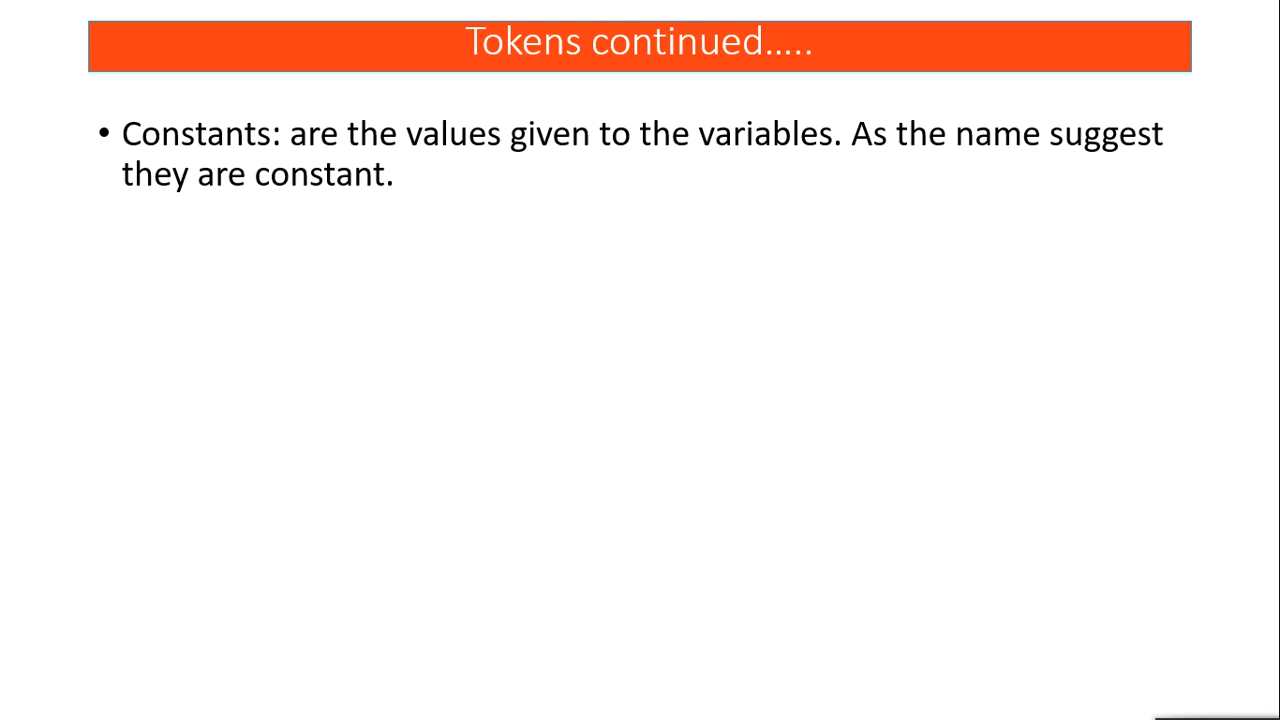 Tokens continued.....
• Constants: are the values given to the variables. As the name suggest
they are constant.